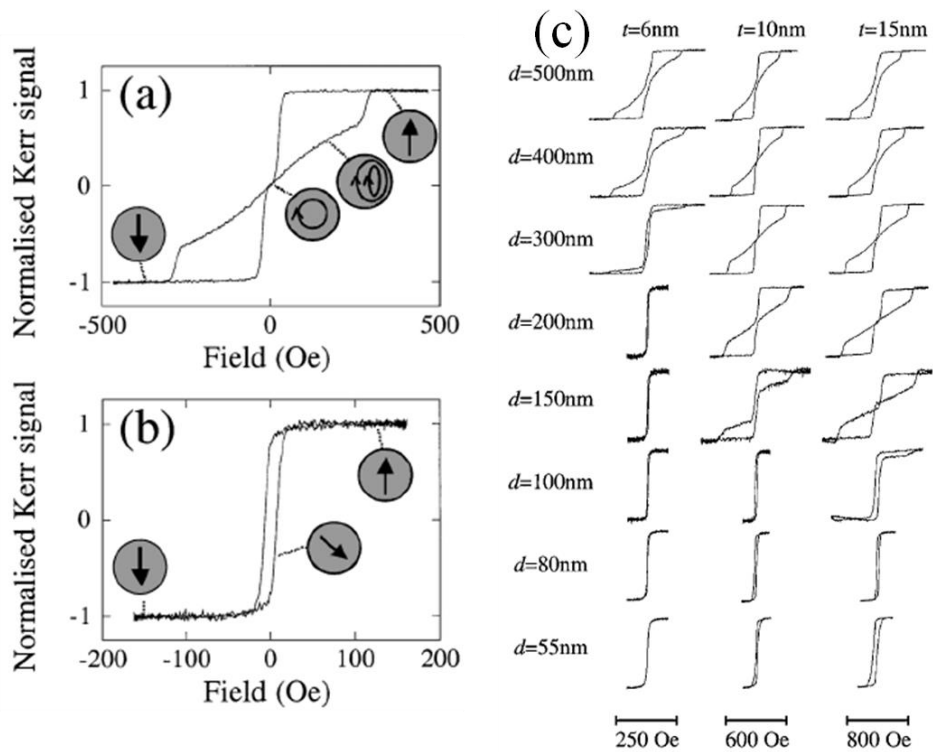 (a)
Normalised Kerr signal
1
0
-1
-500
0
500
Field (Oe)
(b)
Normalised Kerr signal
1
0
-1
-200
-100
0
100
200
Field (Oe)
(c)
t=6nm
t=10nm
t=15nm
d=500nm
d=400nm
d=300nm
d=200nm
d=150nm
d=100nm
d=80nm
d=55nm
250 Oe
600 Oe
800 Oe